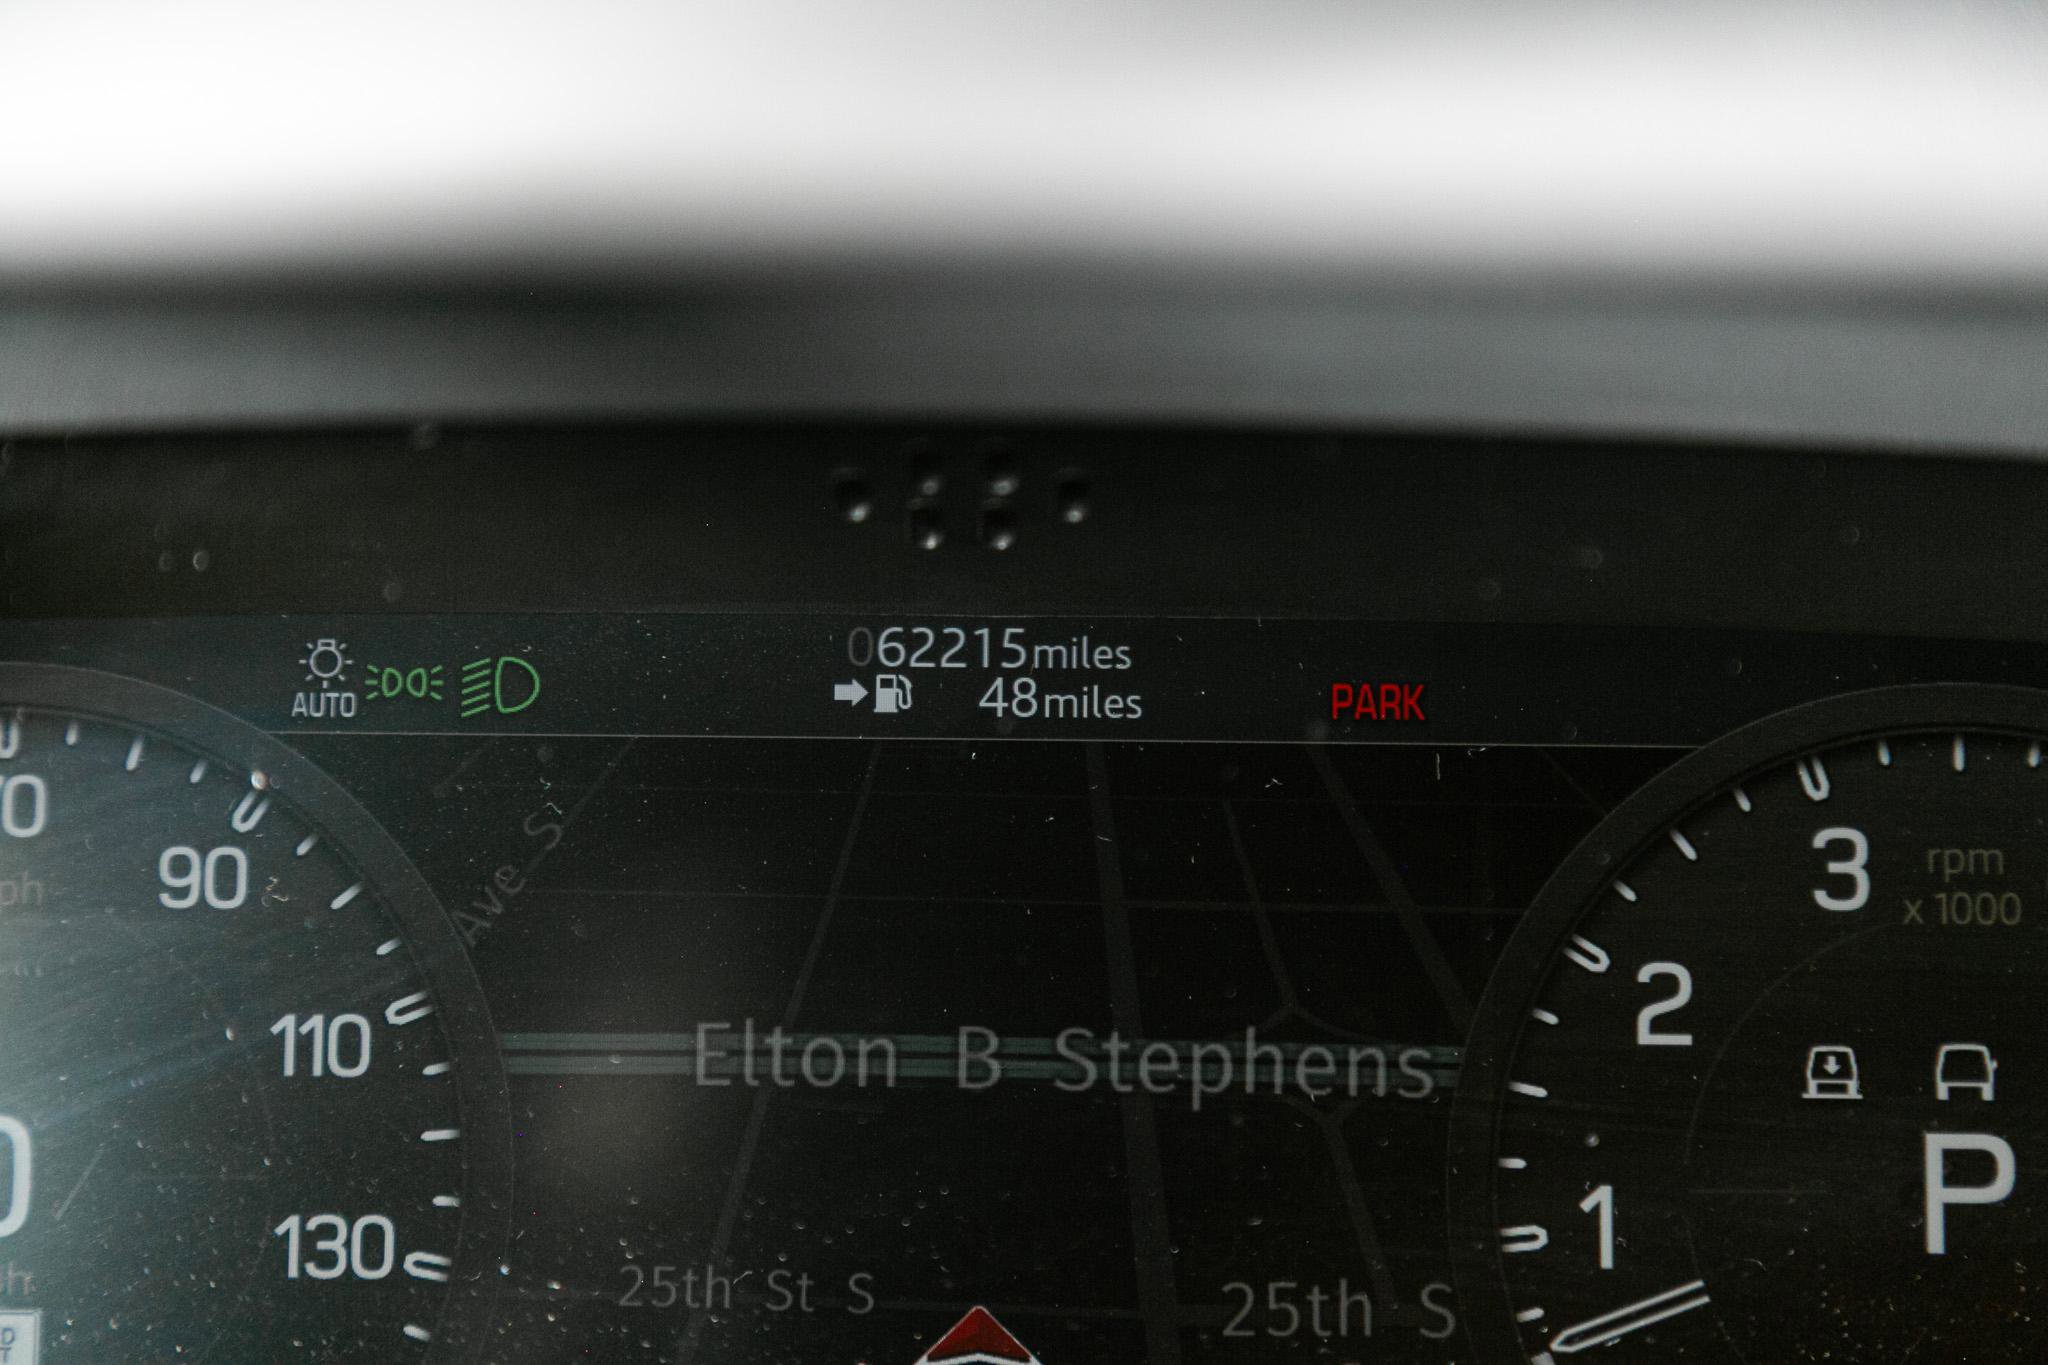 AUTO
062215miles
48miles
PARK
90
110
130
Ave S
Elton B Stephens
25th St S
25th S
3
rpm
x 1000
2
1
P